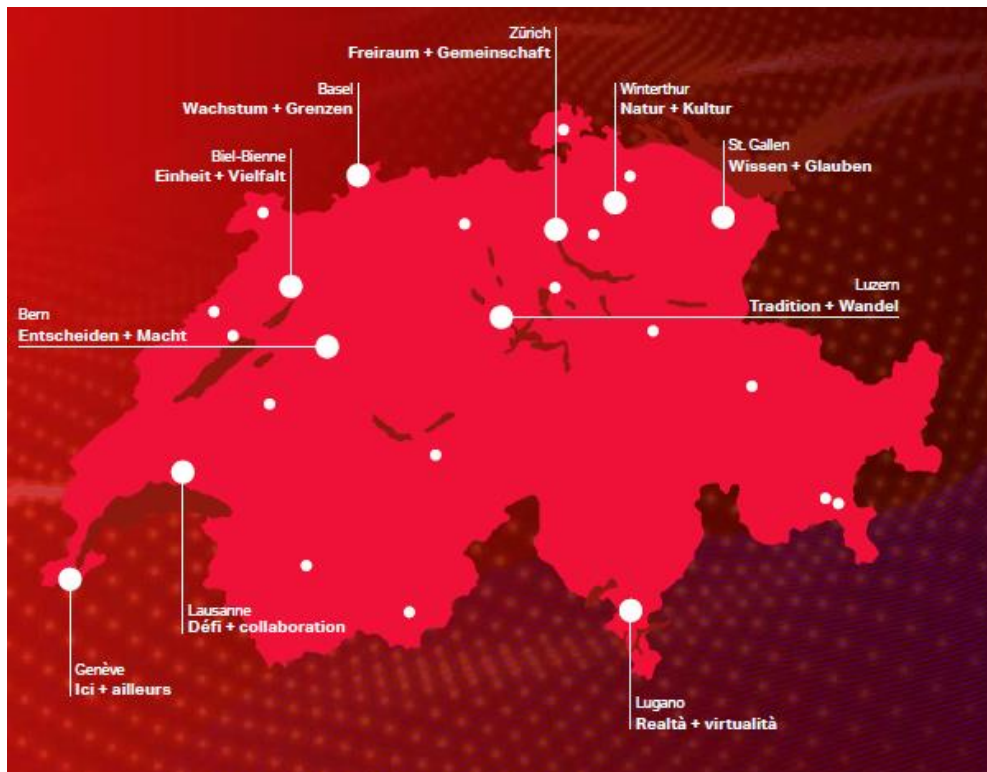 Zürich
Freiraum + Gemeinschaft
Basel
Wachstum + Grenzen
Winterthur
Natur + Kultur
St. Gallen
Wissen + Glauben
Biel-Bienne
Einheit + Vielfalt
Luzern
Tradition + Wandel
Bern
Entscheiden + Macht
Lausanne
Défi + collaboration
Genève
Ici + ailleurs
Lugano
Realtà + virtualità